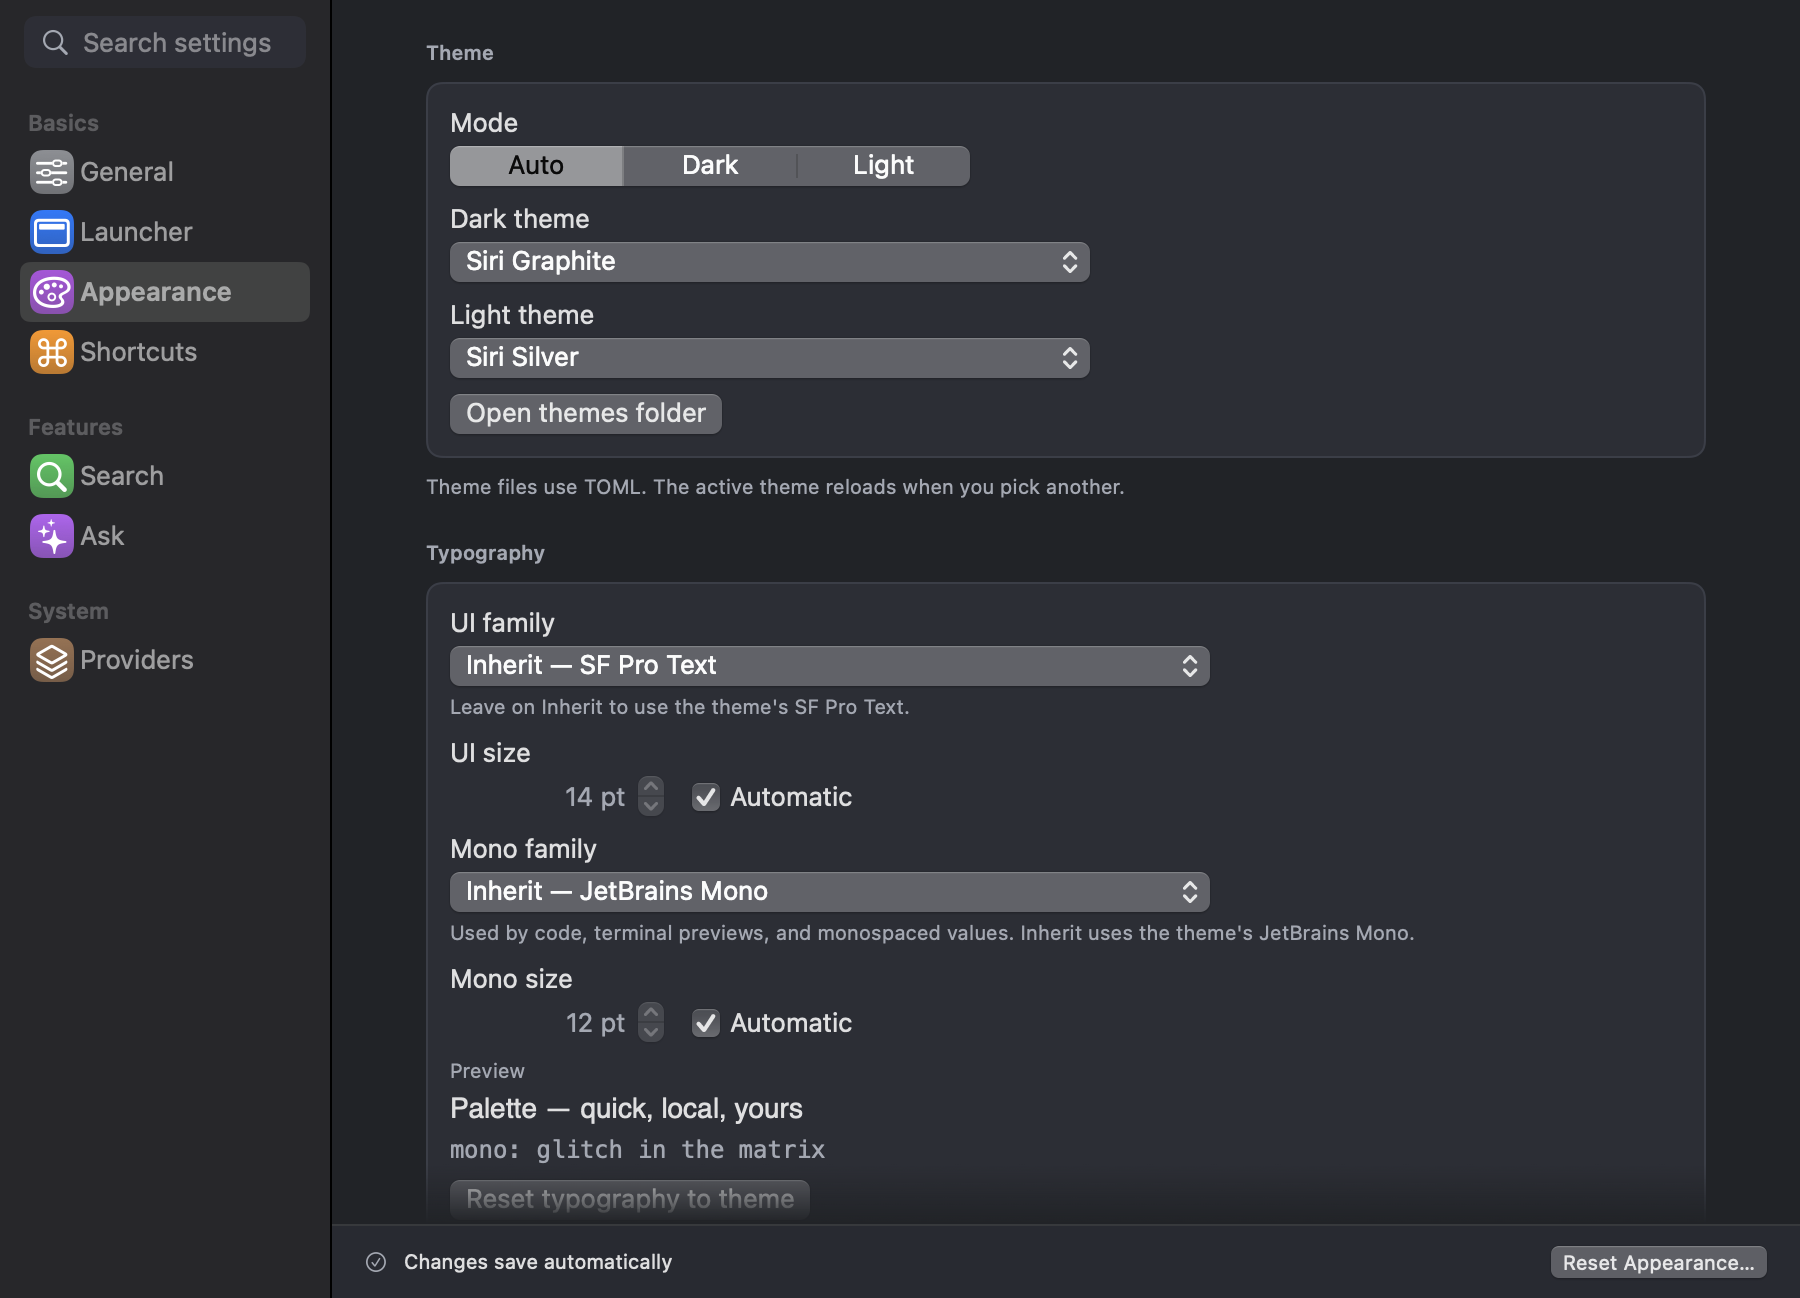 Search settings
Basics
General
Launcher
Appearance
Shortcuts
Features
Search
Ask
System
Providers
Theme
Mode
Auto Dark Light
Dark theme
Siri Graphite
Light theme
Siri Silver
Open themes folder
Theme files use TOML. The active theme reloads when you pick another.
Typography
UI family
Inherit — SF Pro Text
Leave on Inherit to use the theme's SF Pro Text.
UI size
14 pt Automatic
Mono family
Inherit — JetBrains Mono
Used by code, terminal previews, and monospaced values. Inherit uses the theme's JetBrains Mono.
Mono size
12 pt Automatic
Preview
Palette — quick, local, yours
mono: glitch in the matrix
Reset typography to theme
Changes save automatically
Reset Appearance...